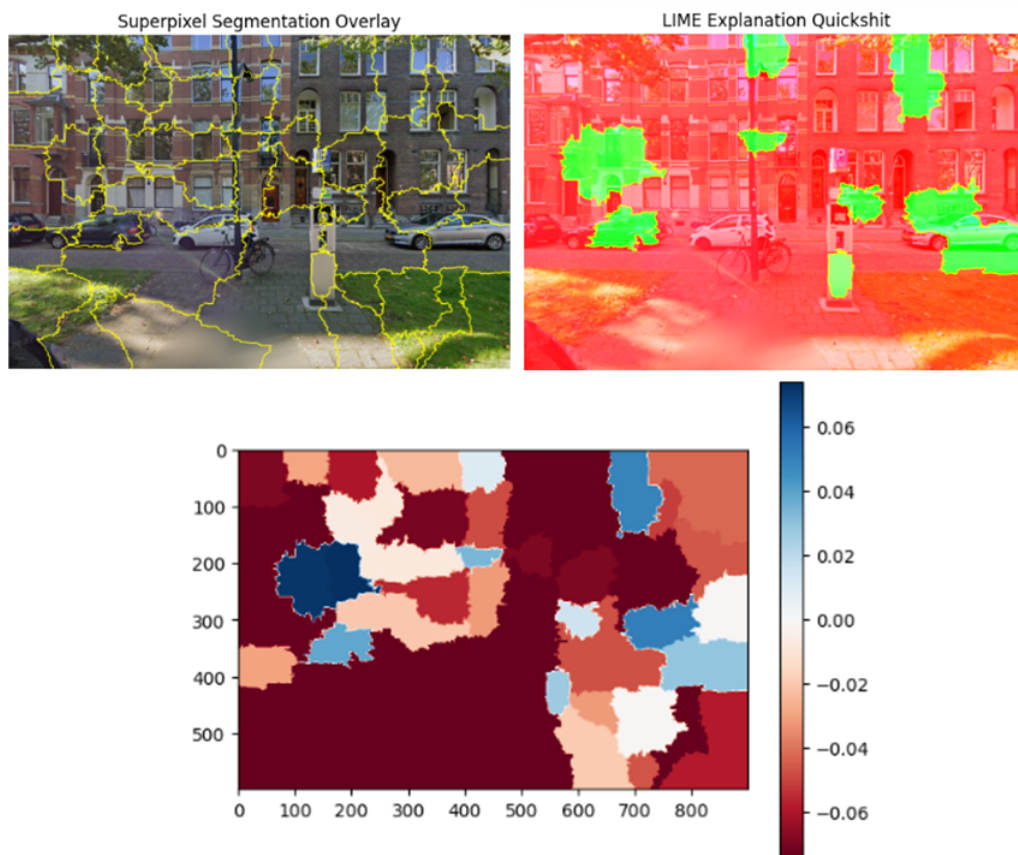 Superpixel Segmentation Overlay
LIME Explanation Quickshit
P
P
0
100
200
300
400
500
0 100 200 300 400 500 600 700 800
0.06
0.04
0.02
0.00
−0.02
−0.04
−0.06